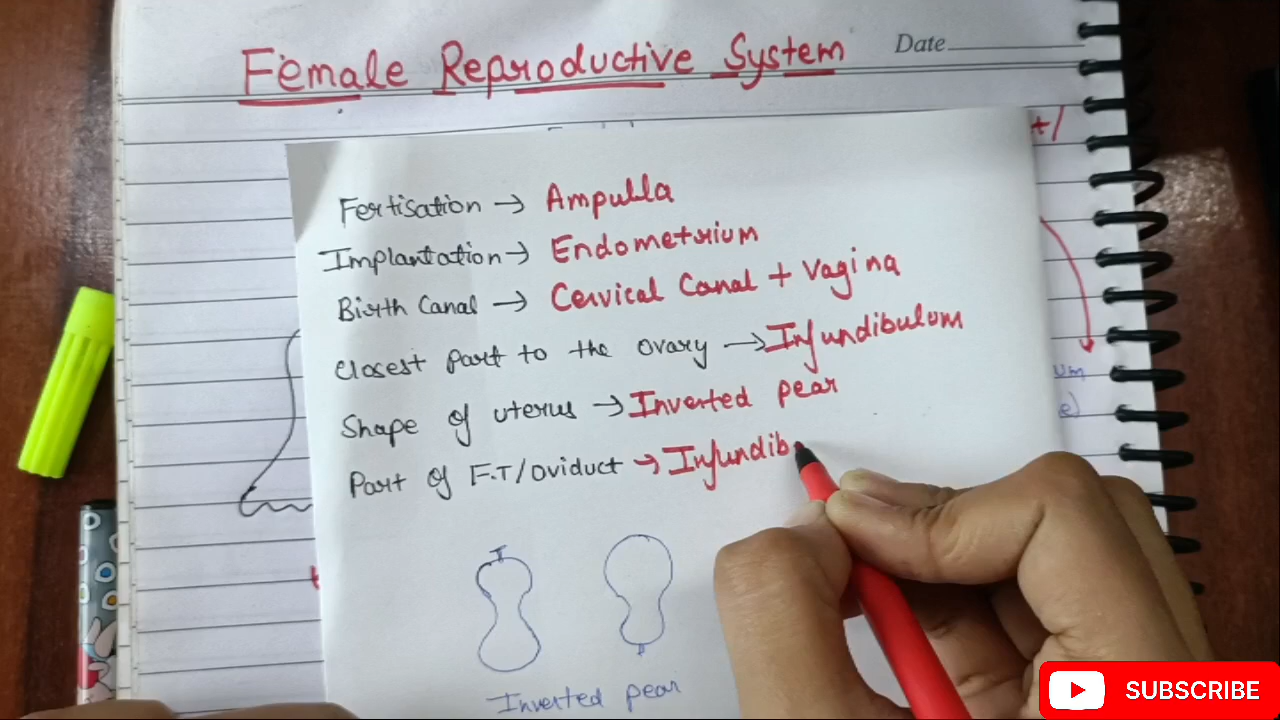 Female Reproductive System
Date
Fertisation → Ampulla
Implantation → Endometrium
Birth Canal → Cervical Canal + Vagina
Closest part to the ovary → Infundibulum
Shape of uterus → Inverted pear
Part of F.T/Oviduct → Infundib
Inverted pear
SUBSCRIBE